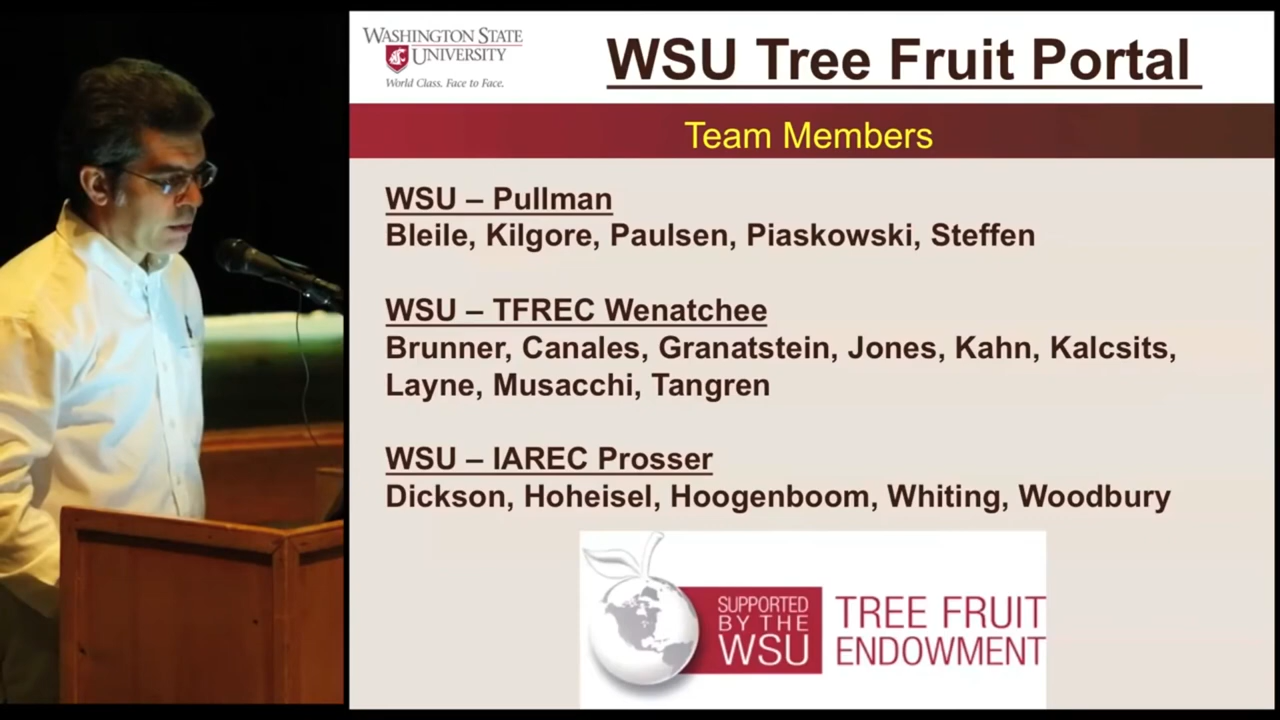 WASHINGTON STATE
UNIVERSITY
World Class. Face to Face.
WSU Tree Fruit Portal
Team Members
WSU – Pullman
Bleile, Kilgore, Paulsen, Piaskowski, Steffen
WSU – TFREC Wenatchee
Brunner, Canales, Granatstein, Jones, Kahn, Kalcsits,
Layne, Musacchi, Tangren
WSU – IAREC Prosser
Dickson, Hoheisel, Hoogenboom, Whiting, Woodbury
SUPPORTED
BY THE
WSU
TREE FRUIT
ENDOWMENT